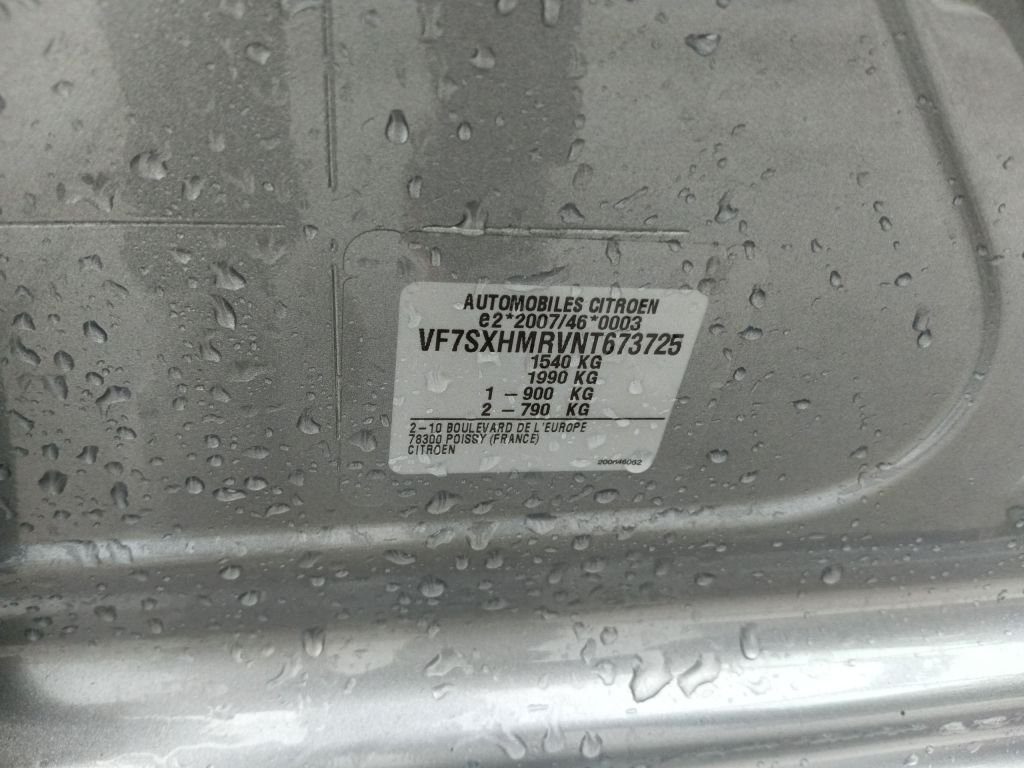 AUTOMOBILES CITROEN
e2*2007/46*0003
VF7SXHMRVNT673725
1540 KG
1990 KG
1 – 900 KG
2 – 790 KG
2–10 BOULEVARD DE L'EUROPE
78300 POISSY (FRANCE)
CITROËN